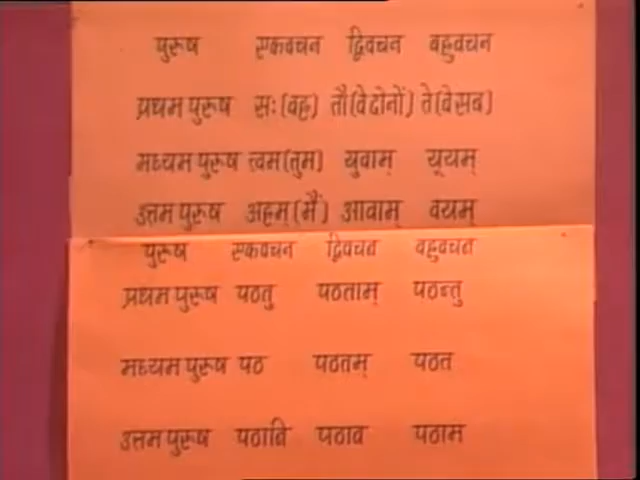 पुरूष एकवचन द्विवचन बहुवचन
प्रथम पुरूष सः(वह) तौ(वेदोनों) ते(वेसब)
मध्यम पुरूष त्वम(तुम) युवाम् यूयम्
उत्तम पुरूष अहम्(मैं) आवाम् वयम्
पुरूष एकवचन द्विवचन बहुवचन
प्रथम पुरूष पठतु पठताम् पठन्तु
मध्यम पुरूष पठ पठतम् पठत
उत्तम पुरूष पठानि पठाव पठाम